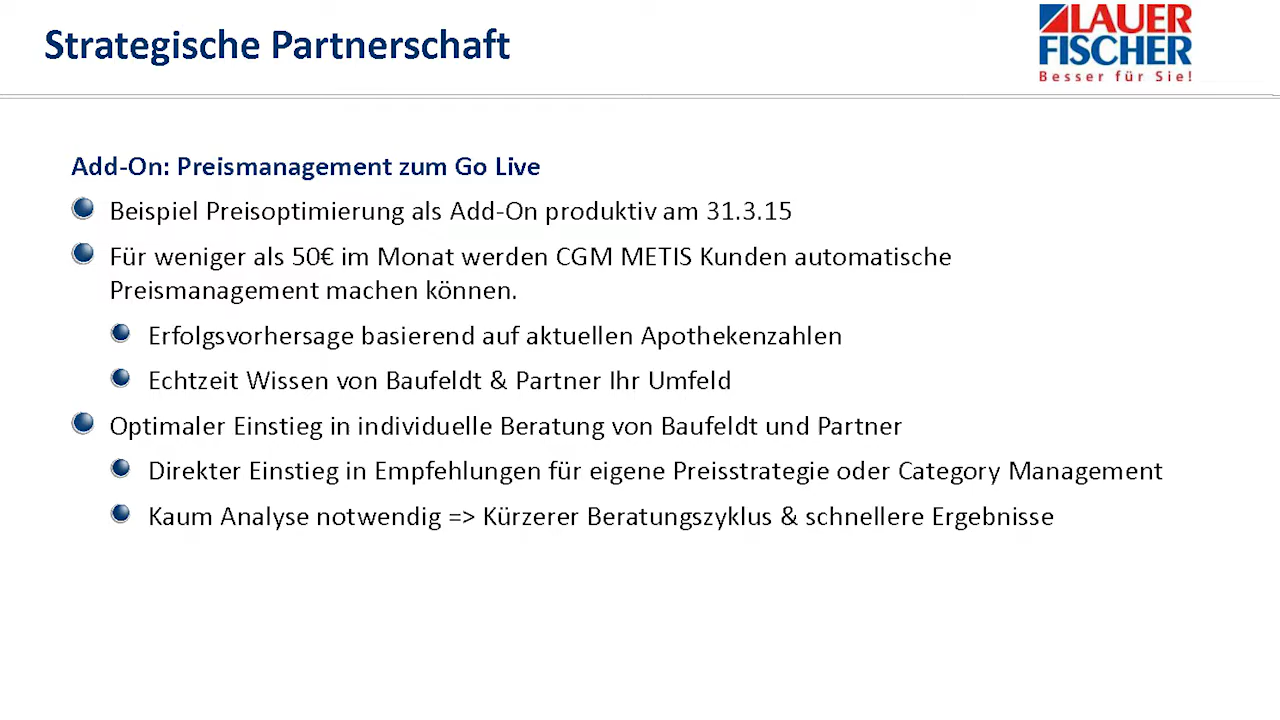 Strategische Partnerschaft
LAUER
FISCHER
Besser für Sie!
Add-On: Preismanagement zum Go Live
Beispiel Preisoptimierung als Add-On produktiv am 31.3.15
Für weniger als 50€ im Monat werden CGM METIS Kunden automatische
Preismanagement machen können.
Erfolgsvorhersage basierend auf aktuellen Apothekenzahlen
Echtzeit Wissen von Baufeldt & Partner Ihr Umfeld
Optimaler Einstieg in individuelle Beratung von Baufeldt und Partner
Direkter Einstieg in Empfehlungen für eigene Preisstrategie oder Category Management
Kaum Analyse notwendig => Kürzerer Beratungszyklus & schnellere Ergebnisse